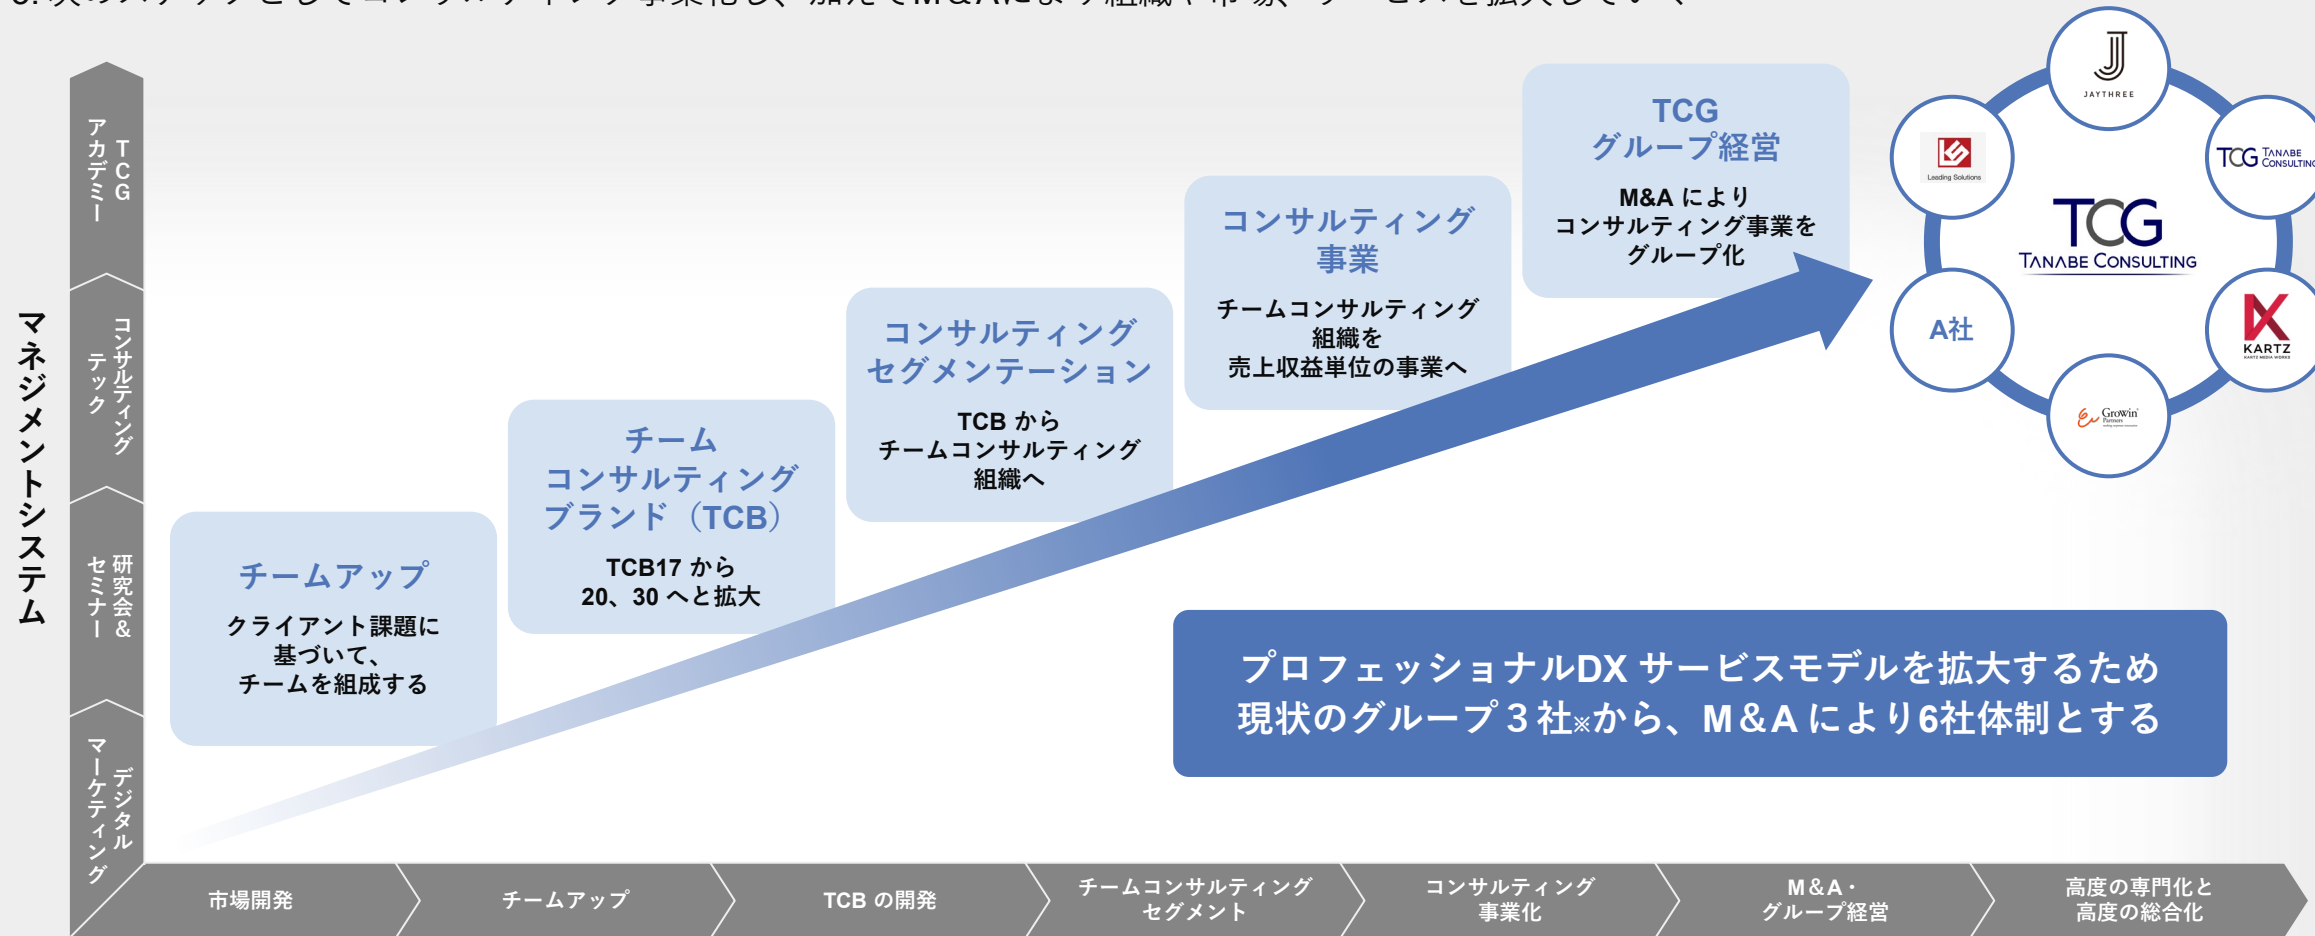 マネジメントシステム
TCG
アカデミー
コンサルティング
テック
研究会&
セミナー
デジタル
マーケティング
チームアップ
クライアント課題に
基づいて、
チームを組成する
チーム
コンサルティング
ブランド（TCB）
TCB17 から
20、30 へと拡大
コンサルティング
セグメンテーション
TCB から
チームコンサルティング
組織へ
コンサルティング
事業
チームコンサルティング
組織を
売上収益単位の事業へ
TCG
グループ経営
M&A により
コンサルティング事業を
グループ化
JAYTHREE
Leading Solutions
TCG TANABE
CONSULTING
TCG
TANABE CONSULTING
A社
KARTZ
KARTZ MEDIA WORKS
Growin'
Partners
プロフェッショナルDX サービスモデルを拡大するため
現状のグループ３社※から、M＆A により6社体制とする
市場開発
チームアップ
TCB の開発
チームコンサルティング
セグメント
コンサルティング
事業化
M＆A・
グループ経営
高度の専門化と
高度の総合化